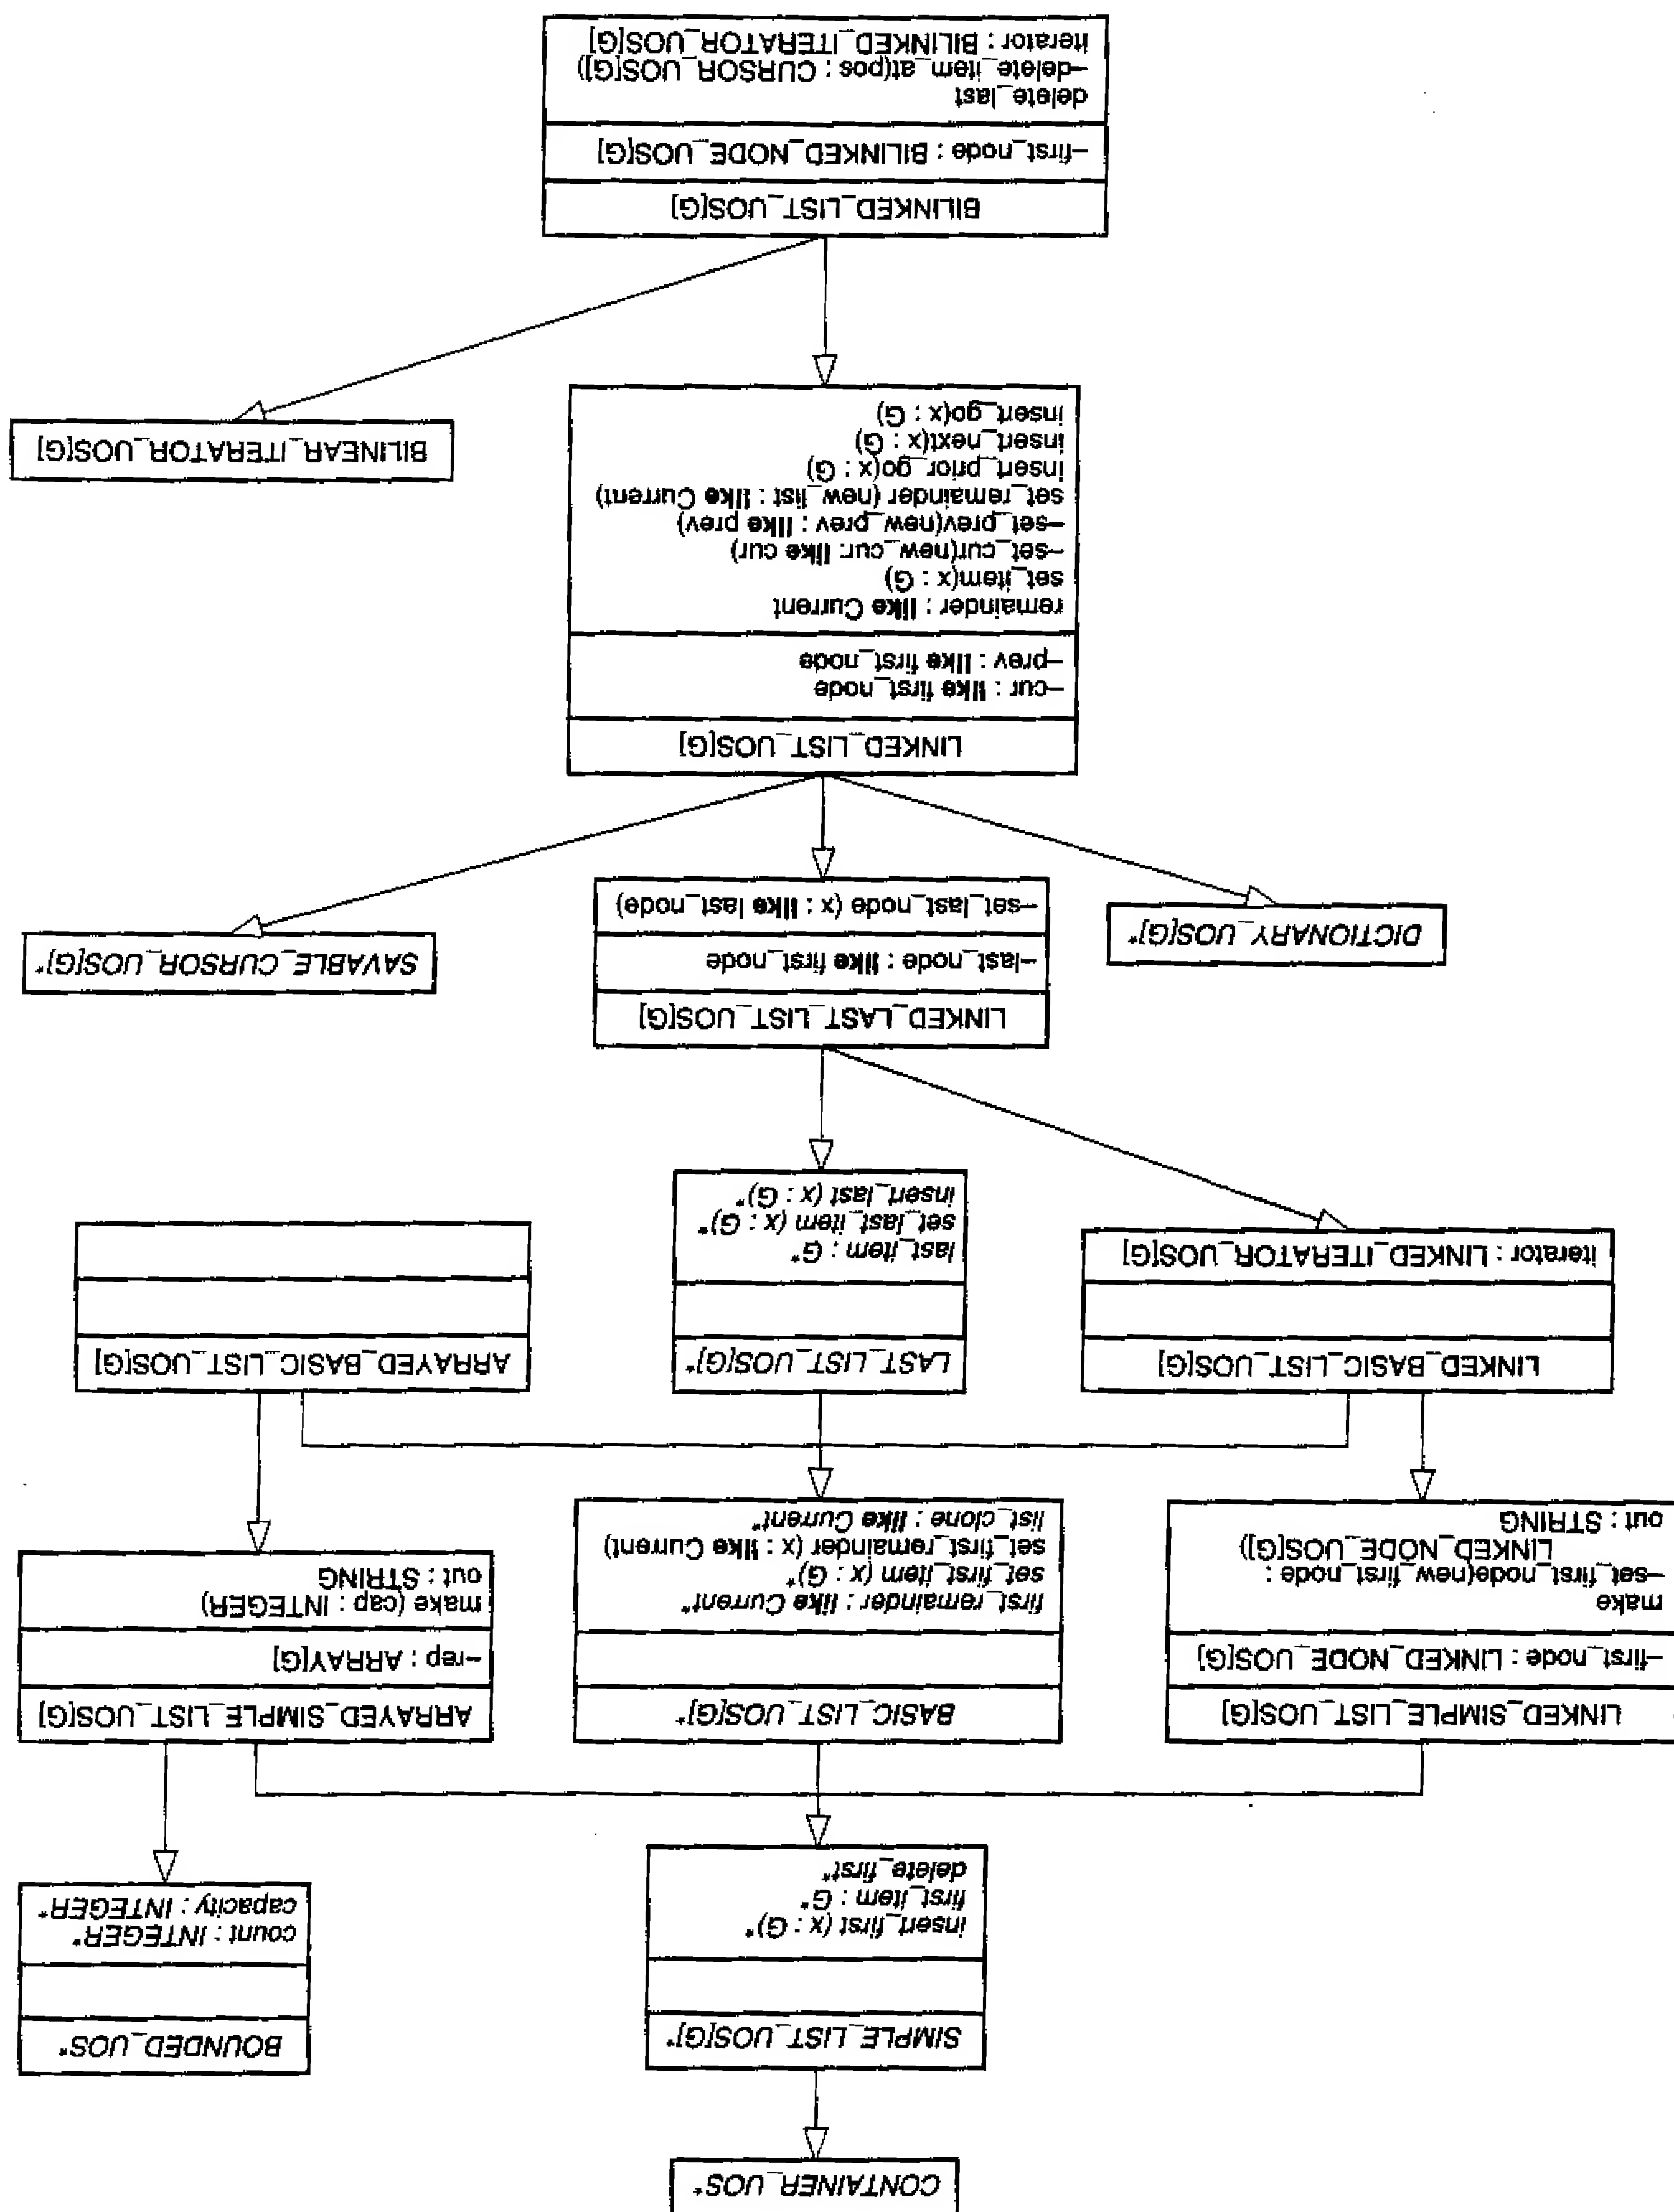 CONTAINER_UOS*
SIMPLE_LIST_UOS[G]*
insert_first (x : G)*
first_item : G*
delete_first*
BOUNDED_UOS*
count : INTEGER*
capacity : INTEGER*
LINKED_SIMPLE_LIST_UOS[G]
–first_node : LINKED_NODE_UOS[G]
make
–set_first_node(new_first_node :
LINKED_NODE_UOS[G])
out : STRING
BASIC_LIST_UOS[G]*
first_remainder : like Current*
set_first_item (x : G)*
set_first_remainder (x : like Current)
list_clone : like Current*
ARRAYED_SIMPLE_LIST_UOS[G]
–rep : ARRAY[G]
make (cap : INTEGER)
out : STRING
LINKED_BASIC_LIST_UOS[G]
iterator : LINKED_ITERATOR_UOS[G]
LAST_LIST_UOS[G]*
last_item : G*
set_last_item (x : G)*
insert_last (x : G)*
ARRAYED_BASIC_LIST_UOS[G]
DICTIONARY_UOS[G]*
LINKED_LAST_LIST_UOS[G]
–last_node : like first_node
–set_last_node (x : like last_node)
SAVABLE_CURSOR_UOS[G]*
LINKED_LIST_UOS[G]
–cur : like first_node
–prev : like first_node
remainder : like Current
set_item(x : G)
–set_cur(new_cur: like cur)
–set_prev(new_prev : like prev)
set_remainder (new_list : like Current)
insert_prior_go(x : G)
insert_next(x : G)
insert_go(x : G)
BILINEAR_ITERATOR_UOS[G]
BILINKED_LIST_UOS[G]
–first_node : BILINKED_NODE_UOS[G]
delete_last
–delete_item_at(pos : CURSOR_UOS[G])
iterator : BILINKED_ITERATOR_UOS[G]